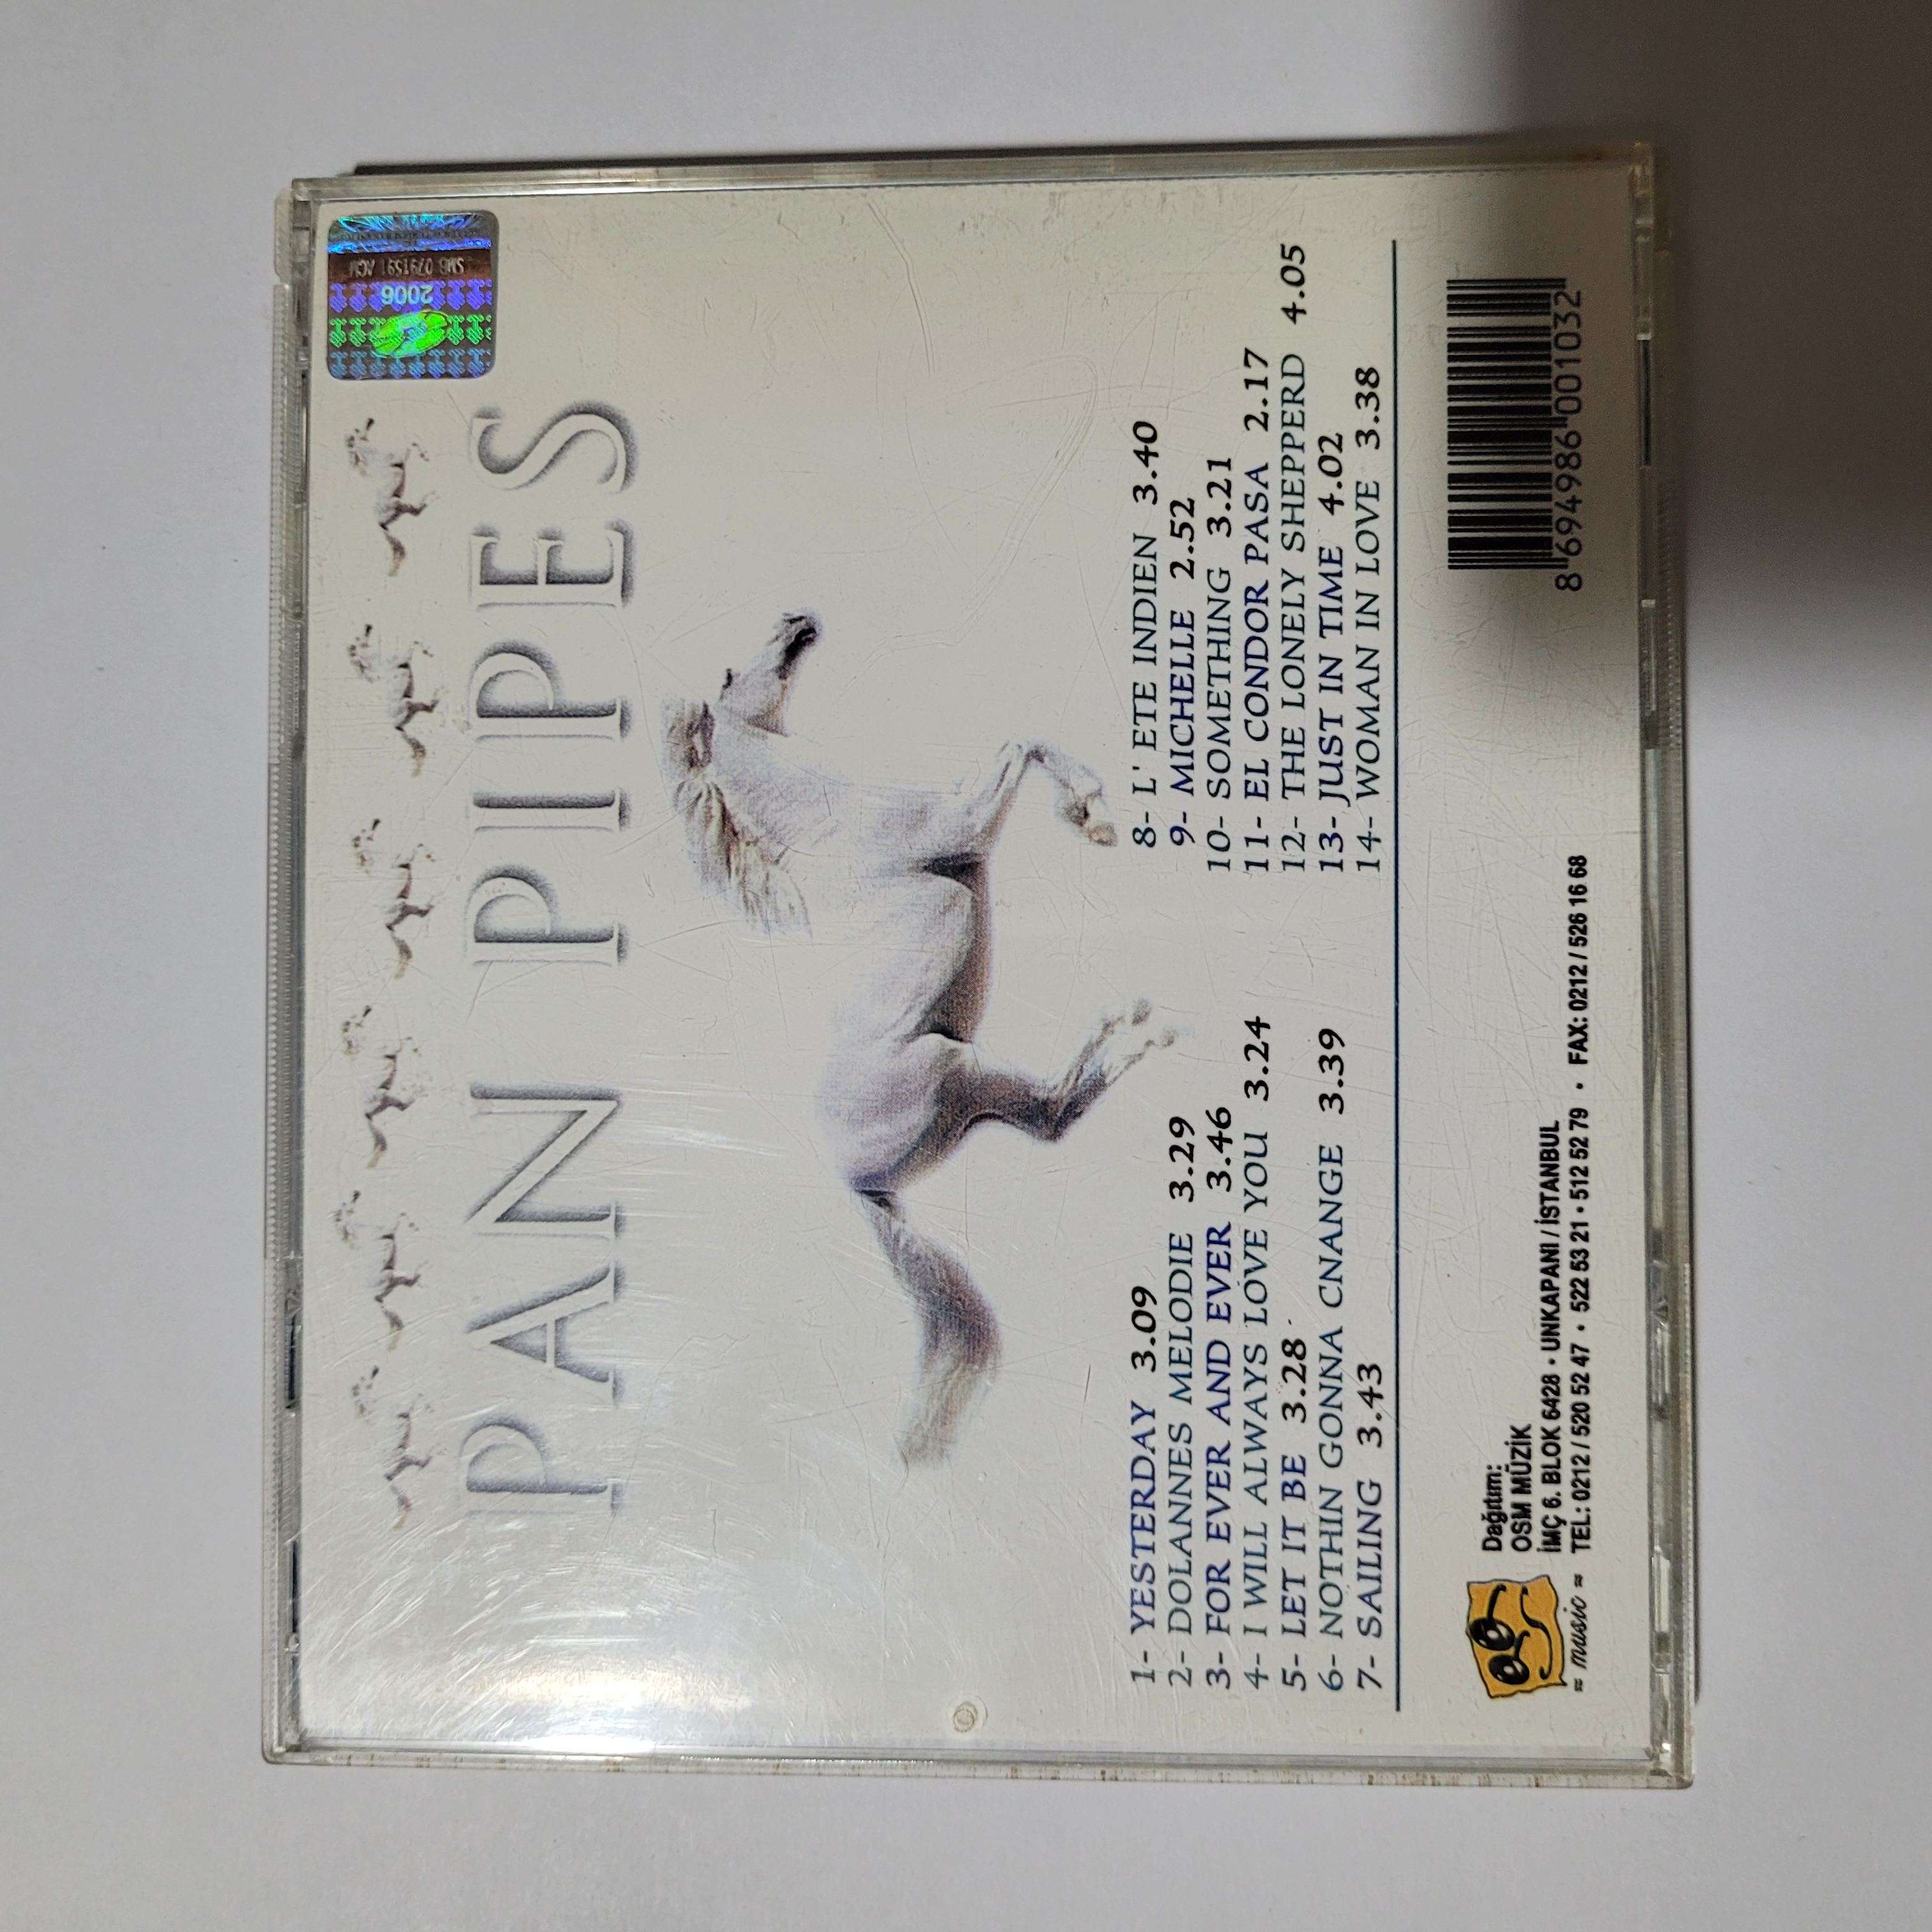 SMG 0791591 AGM
2006
PAN PIPES
1- YESTERDAY 3.09
2- DOLANNES MELODIE 3.29
3- FOR EVER AND EVER 3.46
4- I WILL ALWAYS LOVE YOU 3.24
5- LET IT BE 3.28
6- NOTHIN GONNA CNANGE 3.39
7- SAILING 3.43
8- L' ETE INDIEN 3.40
9- MICHELLE 2.52
10- SOMETHING 3.21
11- EL CONDOR PASA 2.17
12- THE LONELY SHEPPERD 4.05
13- JUST IN TIME 4.02
14- WOMAN IN LOVE 3.38
≈ music ≈
Dağıtım:
OSM MÜZİK
İMÇ 6. BLOK 6428 • UNKAPANI / İSTANBUL
TEL: 0212 / 520 52 47 • 522 53 21 • 512 52 79 • FAX: 0212 / 526 16 68
8 694986 001032